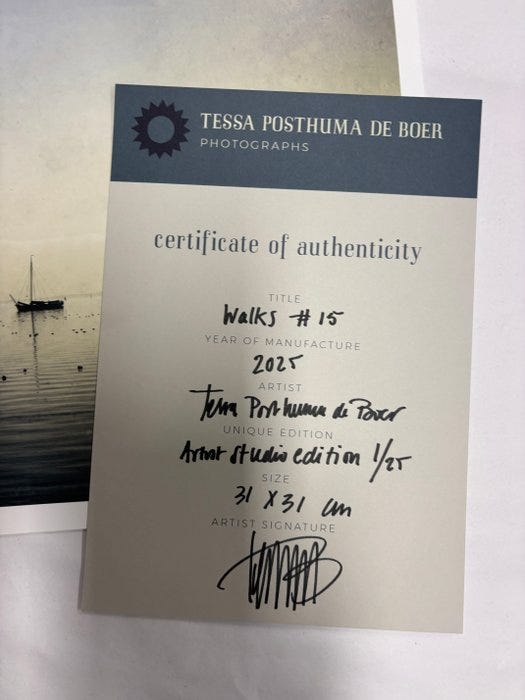 TESSA POSTHUMA DE BOER
PHOTOGRAPHS
certificate of authenticity
TITLE
Walks #15
YEAR OF MANUFACTURE
2025
ARTIST
Tessa Posthuma de Boer
UNIQUE EDITION
Artist studio edition 1/25
SIZE
31 x 31 cm
ARTIST SIGNATURE